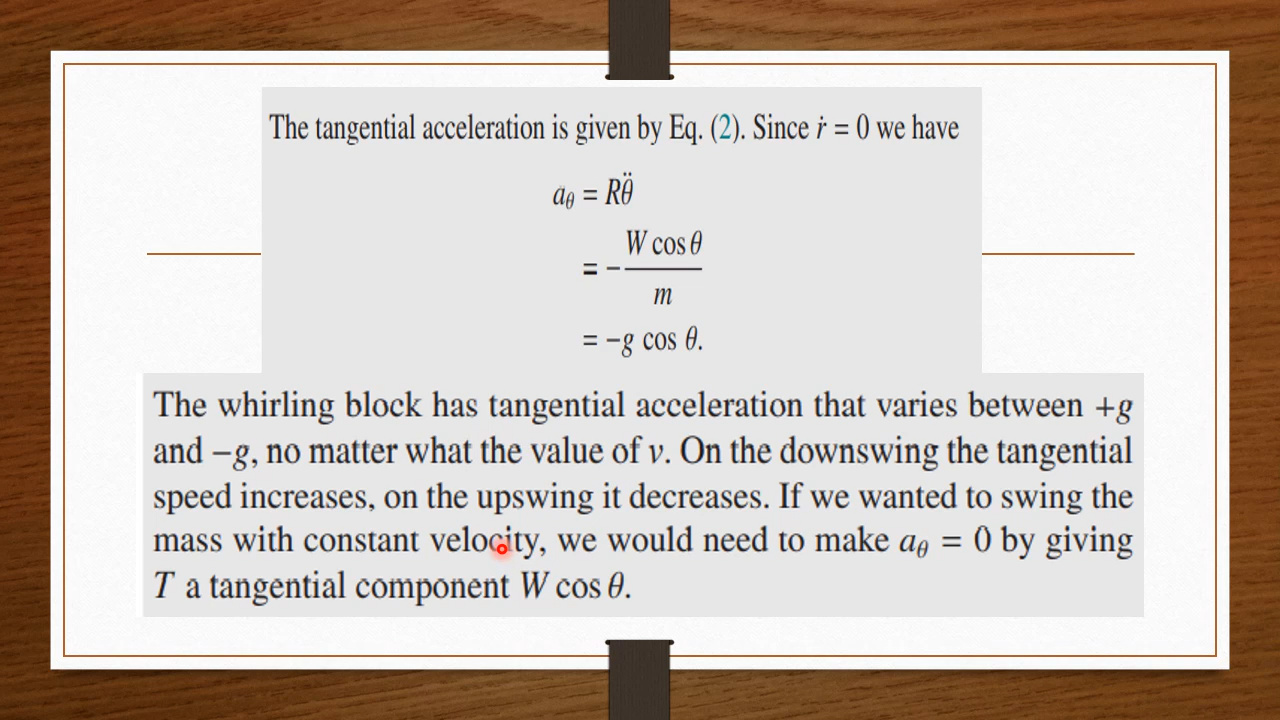 The tangential acceleration is given by Eq. (2). Since ṙ = 0 we have
a_θ = Rθ̈
= − W cos θ / m
= −g cos θ.
The whirling block has tangential acceleration that varies between +g
and −g, no matter what the value of v. On the downswing the tangential
speed increases, on the upswing it decreases. If we wanted to swing the
mass with constant velocity, we would need to make a_θ = 0 by giving
T a tangential component W cos θ.